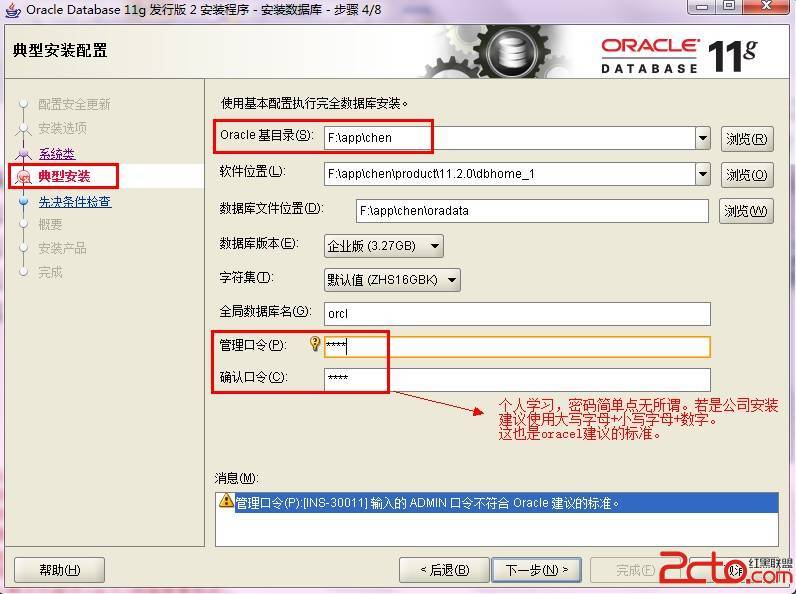 Oracle Database 11g 发行版 2 安装程序 - 安装数据库 - 步骤 4/8
典型安装配置
ORACLE
DATABASE 11g
配置安全更新
安装选项
系统类
典型安装
先决条件检查
概要
安装产品
完成
使用基本配置执行完全数据库安装。
Oracle 基目录(S): F:\app\chen 浏览(R)
软件位置(L): F:\app\chen\product\11.2.0\dbhome_1 浏览(O)
数据库文件位置(D): F:\app\chen\oradata 浏览(W)
数据库版本(E): 企业版 (3.27GB)
字符集(T): 默认值 (ZHS16GBK)
全局数据库名(G): orcl
管理口令(P): ****
确认口令(C): ****
个人学习，密码简单点无所谓。若是公司安装
建议使用大写字母+小写字母+数字。
这也是oracel建议的标准。
消息(M):
管理口令(P):[INS-30011] 输入的 ADMIN 口令不符合 Oracle 建议的标准。
帮助(H) < 后退(B) 下一步(N) > 完成(F) 取消
2cto.com 红黑联盟